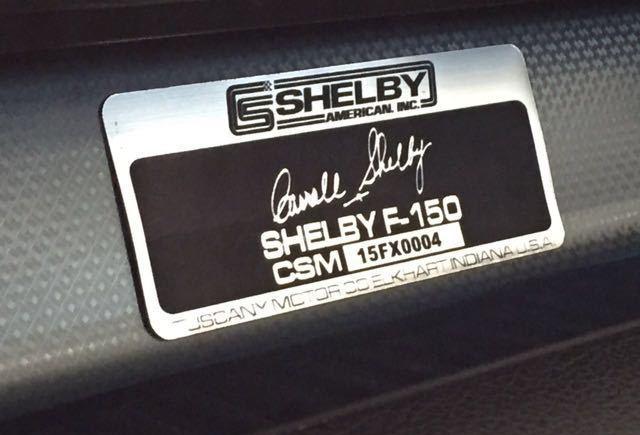 SHELBY
AMERICAN, INC.
Carroll Shelby
SHELBY F-150
CSM 15FX0004
TUSCANY MOTOR CO ELKHART INDIANA U.S.A.